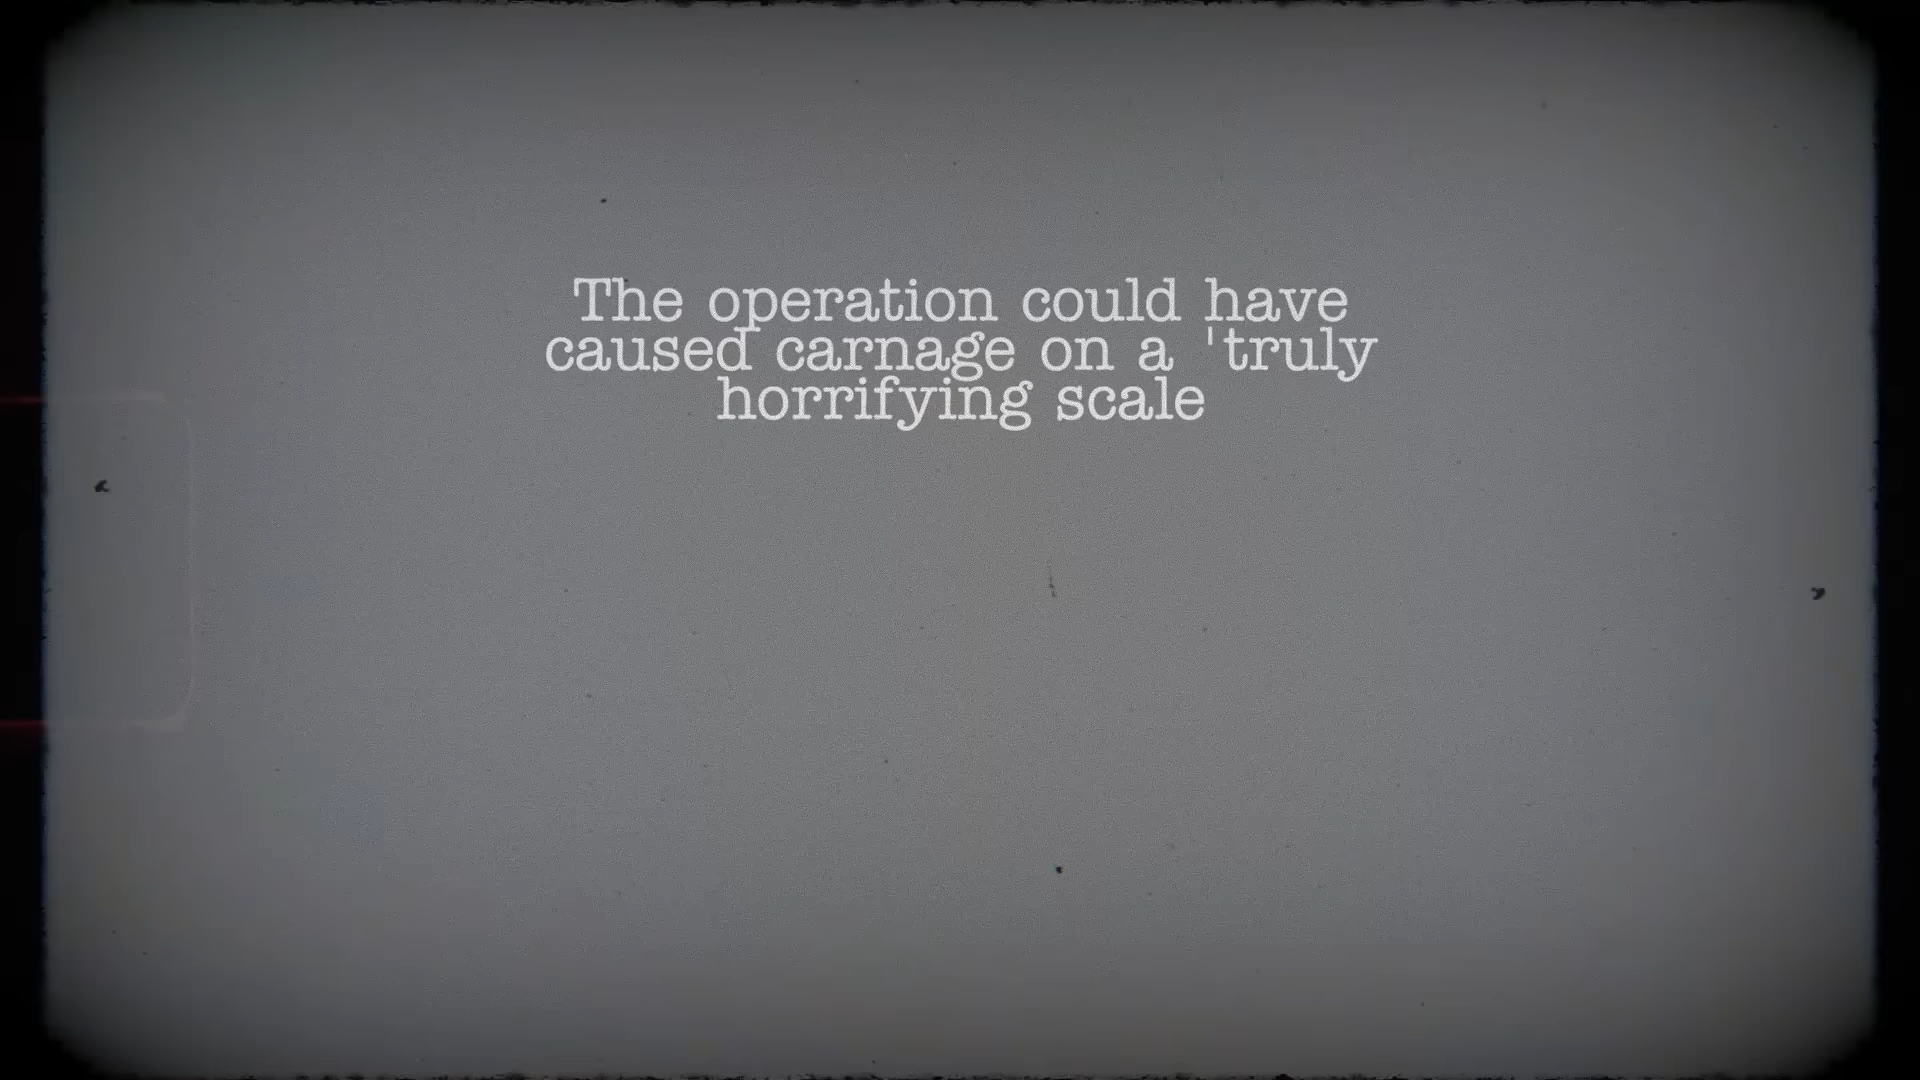 The operation could have
caused carnage on a 'truly
horrifying scale